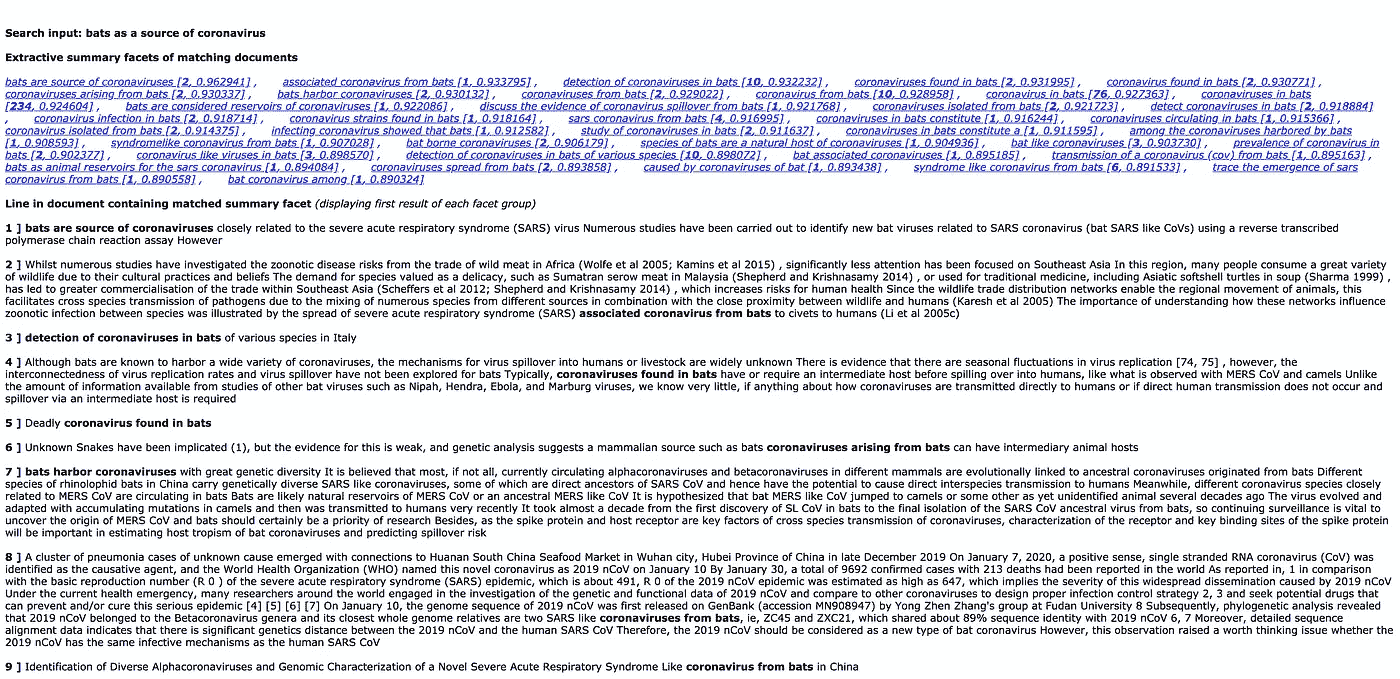 Search input: bats as a source of coronavirus
Extractive summary facets of matching documents
bats are source of coronaviruses [2, 0.962941] , associated coronavirus from bats [1, 0.933795] , detection of coronaviruses in bats [10, 0.932232] , coronaviruses found in bats [2, 0.931995] , coronavirus found in bats [2, 0.930771] ,
coronaviruses arising from bats [2, 0.930337] , bats harbor coronaviruses [2, 0.930132] , coronaviruses from bats [2, 0.929022] , coronavirus from bats [10, 0.928958] , coronavirus in bats [76, 0.927363] , coronaviruses in bats
[234, 0.924604] , bats are considered reservoirs of coronaviruses [1, 0.922086] , discuss the evidence of coronavirus spillover from bats [1, 0.921768] , coronaviruses isolated from bats [2, 0.921723] , detect coronaviruses in bats [2, 0.918884]
, coronavirus infection in bats [2, 0.918714] , coronavirus strains found in bats [1, 0.918164] , sars coronavirus from bats [4, 0.916995] , coronaviruses in bats constitute [1, 0.916244] , coronaviruses circulating in bats [1, 0.915366] ,
coronavirus isolated from bats [2, 0.914375] , infecting coronavirus showed that bats [1, 0.912582] , study of coronaviruses in bats [2, 0.911637] , coronaviruses in bats constitute a [1, 0.911595] , among the coronaviruses harbored by bats
[1, 0.908593] , syndromelike coronavirus from bats [1, 0.907028] , bat borne coronaviruses [2, 0.906179] , species of bats are a natural host of coronaviruses [1, 0.904936] , bat like coronaviruses [3, 0.903730] , prevalence of coronavirus in
bats [2, 0.902377] , coronavirus like viruses in bats [3, 0.898570] , detection of coronaviruses in bats of various species [10, 0.898072] , bat associated coronaviruses [1, 0.895185] , transmission of a coronavirus (cov) from bats [1, 0.895163] ,
bats as animal reservoirs for the sars coronavirus [1, 0.894084] , coronaviruses spread from bats [2, 0.893858] , caused by coronaviruses of bat [1, 0.893438] , syndrome like coronavirus from bats [6, 0.891533] , trace the emergence of sars
coronavirus from bats [1, 0.890558] , bat coronavirus among [1, 0.890324]
Line in document containing matched summary facet (displaying first result of each facet group)
1 ] bats are source of coronaviruses closely related to the severe acute respiratory syndrome (SARS) virus Numerous studies have been carried out to identify new bat viruses related to SARS coronavirus (bat SARS like CoVs) using a reverse transcribed
polymerase chain reaction assay However
2 ] Whilst numerous studies have investigated the zoonotic disease risks from the trade of wild meat in Africa (Wolfe et al 2005; Kamins et al 2015) , significantly less attention has been focused on Southeast Asia In this region, many people consume a great variety
of wildlife due to their cultural practices and beliefs The demand for species valued as a delicacy, such as Sumatran serow meat in Malaysia (Shepherd and Krishnasamy 2014) , or used for traditional medicine, including Asiatic softshell turtles in soup (Sharma 1999) ,
has led to greater commercialisation of the trade within Southeast Asia (Scheffers et al 2012; Shepherd and Krishnasamy 2014) , which increases risks for human health Since the wildlife trade distribution networks enable the regional movement of animals, this
facilitates cross species transmission of pathogens due to the mixing of numerous species from different sources in combination with the close proximity between wildlife and humans (Karesh et al 2005) The importance of understanding how these networks influence
zoonotic infection between species was illustrated by the spread of severe acute respiratory syndrome (SARS) associated coronavirus from bats to civets to humans (Li et al 2005c)
3 ] detection of coronaviruses in bats of various species in Italy
4 ] Although bats are known to harbor a wide variety of coronaviruses, the mechanisms for virus spillover into humans or livestock are widely unknown There is evidence that there are seasonal fluctuations in virus replication [74, 75] , however, the
interconnectedness of virus replication rates and virus spillover have not been explored for bats Typically, coronaviruses found in bats have or require an intermediate host before spilling over into humans, like what is observed with MERS CoV and camels Unlike
the amount of information available from studies of other bat viruses such as Nipah, Hendra, Ebola, and Marburg viruses, we know very little, if anything about how coronaviruses are transmitted directly to humans or if direct human transmission does not occur and
spillover via an intermediate host is required
5 ] Deadly coronavirus found in bats
6 ] Unknown Snakes have been implicated (1), but the evidence for this is weak, and genetic analysis suggests a mammalian source such as bats coronaviruses arising from bats can have intermediary animal hosts
7 ] bats harbor coronaviruses with great genetic diversity It is believed that most, if not all, currently circulating alphacoronaviruses and betacoronaviruses in different mammals are evolutionally linked to ancestral coronaviruses originated from bats Different
species of rhinolophid bats in China carry genetically diverse SARS like coronaviruses, some of which are direct ancestors of SARS CoV and hence have the potential to cause direct interspecies transmission to humans Meanwhile, different coronavirus species closely
related to MERS CoV are circulating in bats Bats are likely natural reservoirs of MERS CoV or an ancestral MERS like CoV It is hypothesized that bat MERS like CoV jumped to camels or some other as yet unidentified animal several decades ago The virus evolved and
adapted with accumulating mutations in camels and then was transmitted to humans very recently It took almost a decade from the first discovery of SL CoV in bats to the final isolation of the SARS CoV ancestral virus from bats, so continuing surveillance is vital to
uncover the origin of MERS CoV and bats should certainly be a priority of research Besides, as the spike protein and host receptor are key factors of cross species transmission of coronaviruses, characterization of the receptor and key binding sites of the spike protein
will be important in estimating host tropism of bat coronaviruses and predicting spillover risk
8 ] A cluster of pneumonia cases of unknown cause emerged with connections to Huanan South China Seafood Market in Wuhan city, Hubei Province of China in late December 2019 On January 7, 2020, a positive sense, single stranded RNA coronavirus (CoV) was
identified as the causative agent, and the World Health Organization (WHO) named this novel coronavirus as 2019 nCoV on January 10 By January 30, a total of 9692 confirmed cases with 213 deaths had been reported in the world As reported in, 1 in comparison
with the basic reproduction number (R 0 ) of the severe acute respiratory syndrome (SARS) epidemic, which is about 491, R 0 of the 2019 nCoV epidemic was estimated as high as 647, which implies the severity of this widespread dissemination caused by 2019 nCoV
Under the current health emergency, many researchers around the world engaged in the investigation of the genetic and functional data of 2019 nCoV and compare to other coronaviruses to design proper infection control strategy 2, 3 and seek potential drugs that
can prevent and/or cure this serious epidemic [4] [5] [6] [7] On January 10, the genome sequence of 2019 nCoV was first released on GenBank (accession MN908947) by Yong Zhen Zhang's group at Fudan University 8 Subsequently, phylogenetic analysis revealed
that 2019 nCoV belonged to the Betacoronavirus genera and its closest whole genome relatives are two SARS like coronaviruses from bats, ie, ZC45 and ZXC21, which shared about 89% sequence identity with 2019 nCoV 6, 7 Moreover, detailed sequence
alignment data indicates that there is significant genetics distance between the 2019 nCoV and the human SARS CoV Therefore, the 2019 nCoV should be considered as a new type of bat coronavirus However, this observation raised a worth thinking issue whether the
2019 nCoV has the same infective mechanisms as the human SARS CoV
9 ] Identification of Diverse Alphacoronaviruses and Genomic Characterization of a Novel Severe Acute Respiratory Syndrome Like coronavirus from bats in China